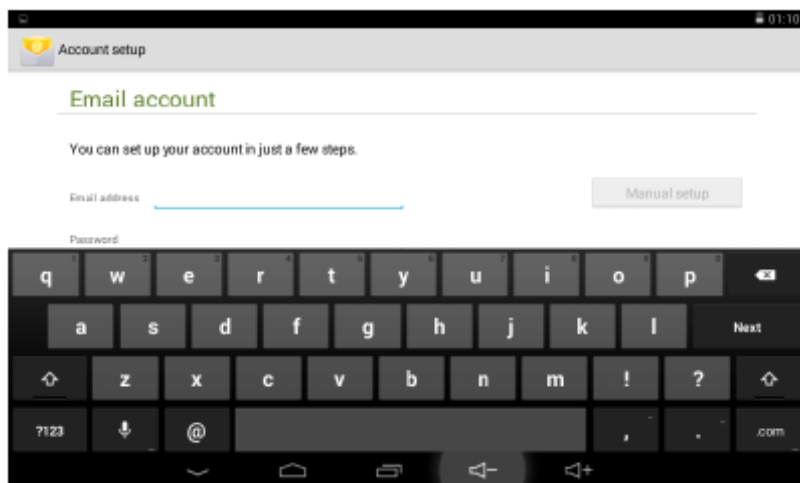 01:10
Account setup
Email account
You can set up your account in just a few steps.
Email address
Manual setup
Password
q w e r t y u i o p
a s d f g h j k l Next
z x c v b n m ! ?
?123 @ , . .com